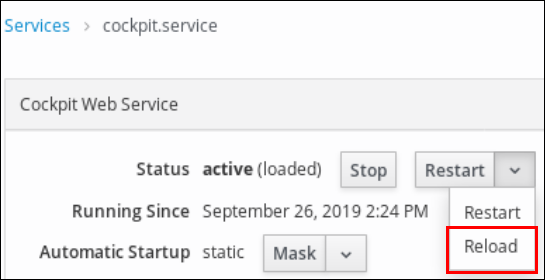 Services > cockpit.service
Cockpit Web Service
Status active (loaded) Stop Restart
Running Since September 26, 2019 2:24 PM
Restart
Automatic Startup static Mask
Reload